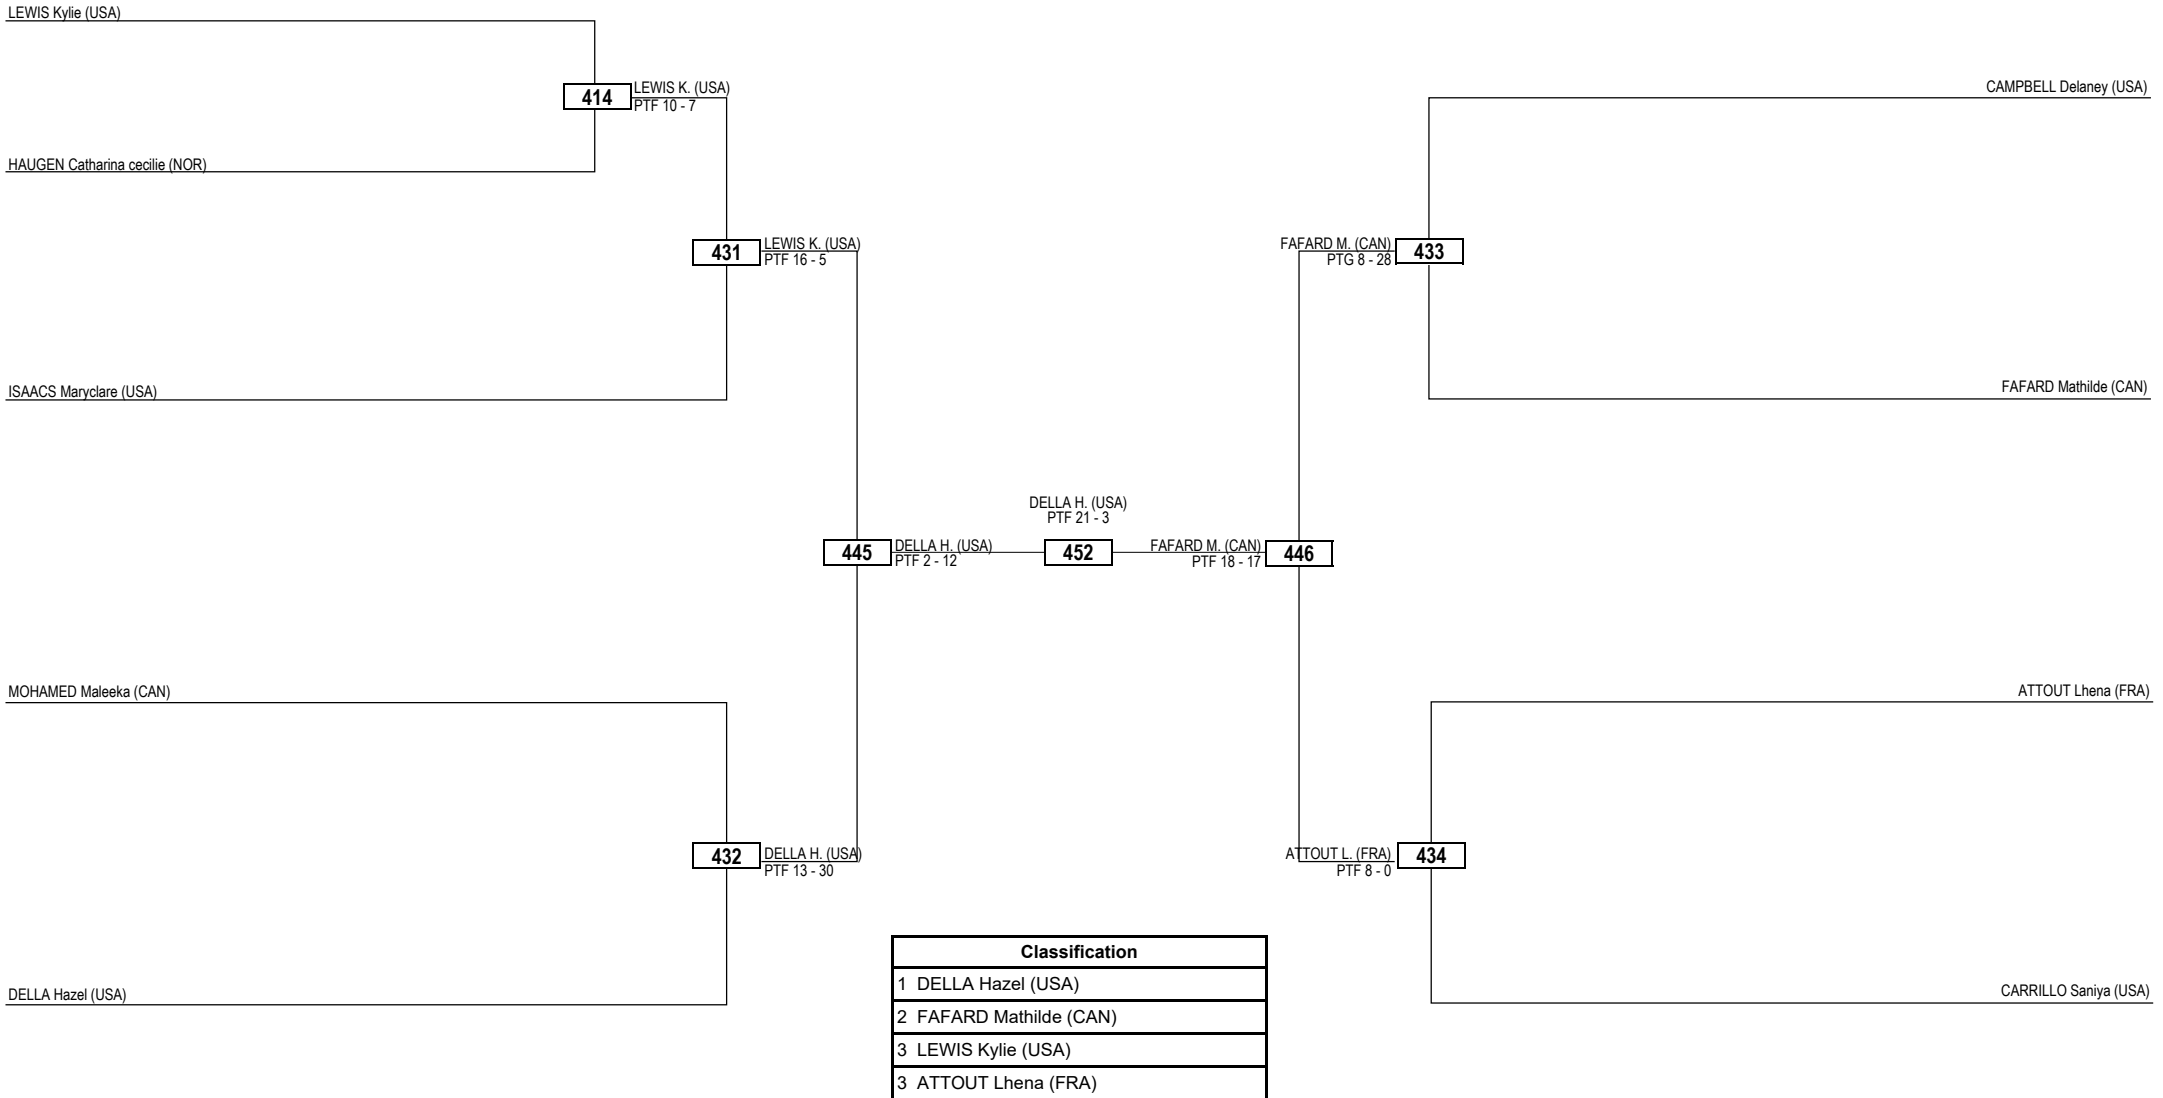 LEWIS Kylie (USA)
414
LEWIS K. (USA)
PTF 10 - 7
HAUGEN Catharina cecilie (NOR)
431
LEWIS K. (USA)
PTF 16 - 5
ISAACS Maryclare (USA)
445
DELLA H. (USA)
PTF 2 - 12
MOHAMED Maleeka (CAN)
432
DELLA H. (USA)
PTF 13 - 30
DELLA Hazel (USA)
DELLA H. (USA)
PTF 21 - 3
452
CAMPBELL Delaney (USA)
FAFARD M. (CAN)
PTG 8 - 28
433
FAFARD Mathilde (CAN)
FAFARD M. (CAN)
PTF 18 - 17
446
ATTOUT Lhena (FRA)
ATTOUT L. (FRA)
PTF 8 - 0
434
CARRILLO Saniya (USA)
Classification
1 DELLA Hazel (USA)
2 FAFARD Mathilde (CAN)
3 LEWIS Kylie (USA)
3 ATTOUT Lhena (FRA)